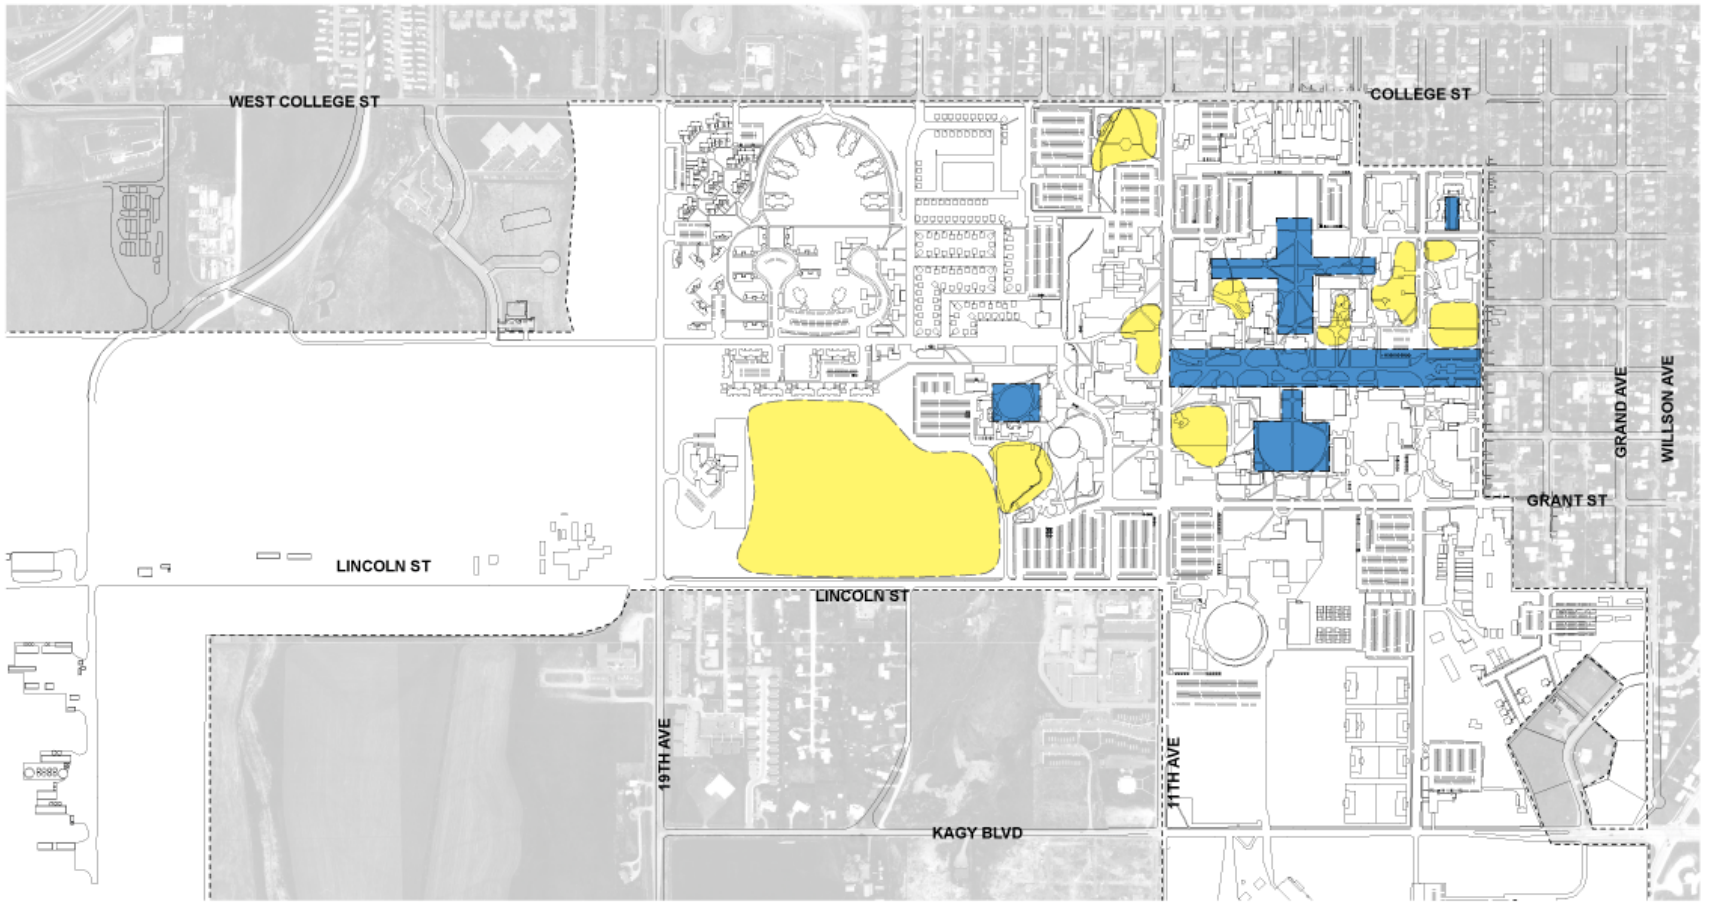 COLLEGE ST
WEST COLLEGE ST
GRAND AVE
WILLSON AVE
GRANT ST
LINCOLN ST
LINCOLN ST
19TH AVE
11TH AVE
KAGY BLVD